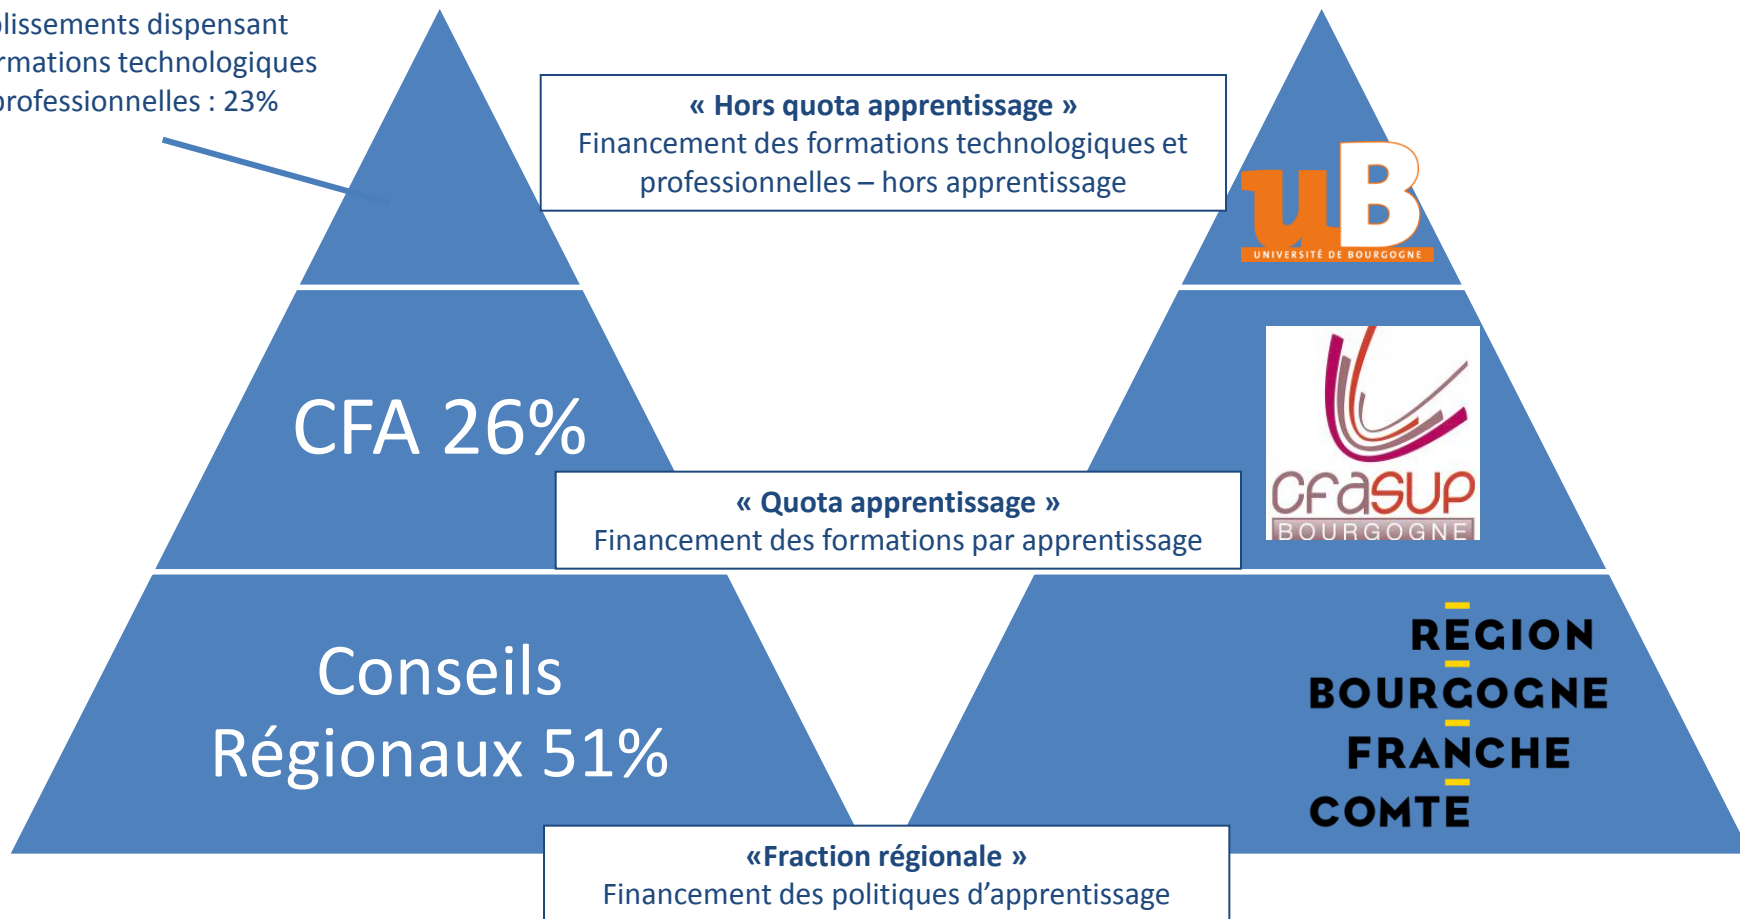 lissements dispensant
rmations technologiques
professionnelles : 23%
« Hors quota apprentissage »
Financement des formations technologiques et
professionnelles – hors apprentissage
uB
UNIVERSITÉ DE BOURGOGNE
CFA 26%
cfasup
BOURGOGNE
« Quota apprentissage »
Financement des formations par apprentissage
Conseils
Régionaux 51%
REGION
BOURGOGNE
FRANCHE
COMTE
«Fraction régionale »
Financement des politiques d’apprentissage